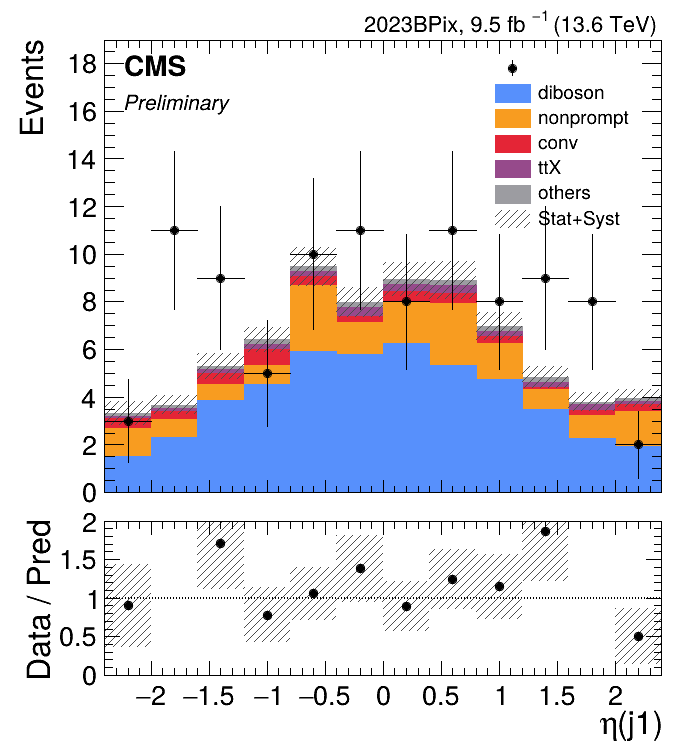 2023BPix, 9.5 fb⁻¹ (13.6 TeV)
CMS
Preliminary
Events
18
16
14
12
10
8
6
4
2
0
diboson
nonprompt
conv
ttX
others
Stat+Syst
Data / Pred
2
1.5
1
0.5
0
−2 −1.5 −1 −0.5 0 0.5 1 1.5 2
η(j1)